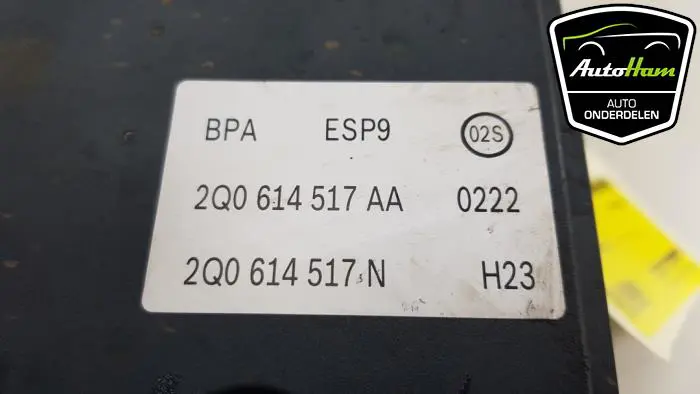 BPA ESP9 02S
2Q0 614 517 AA 0222
2Q0 614 517 N H23
AutoHam
AUTO
ONDERDELEN